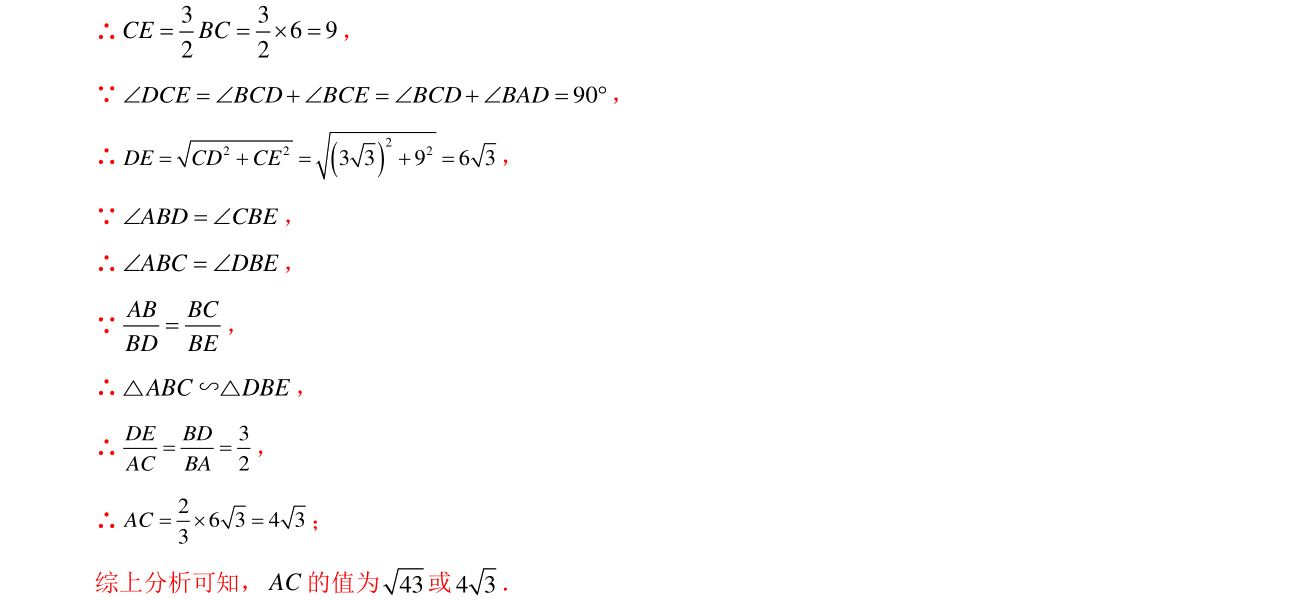 ∴ CE = 3/2 BC = 3/2 × 6 = 9，
∵ ∠DCE = ∠BCD + ∠BCE = ∠BCD + ∠BAD = 90°，
∴ DE = √(CD² + CE²) = √((3√3)² + 9²) = 6√3，
∵ ∠ABD = ∠CBE，
∴ ∠ABC = ∠DBE，
∵ AB/BD = BC/BE，
∴ △ABC ∽ △DBE，
∴ DE/AC = BD/BA = 3/2，
∴ AC = 2/3 × 6√3 = 4√3；
综上分析可知，AC 的值为 √43 或 4√3．